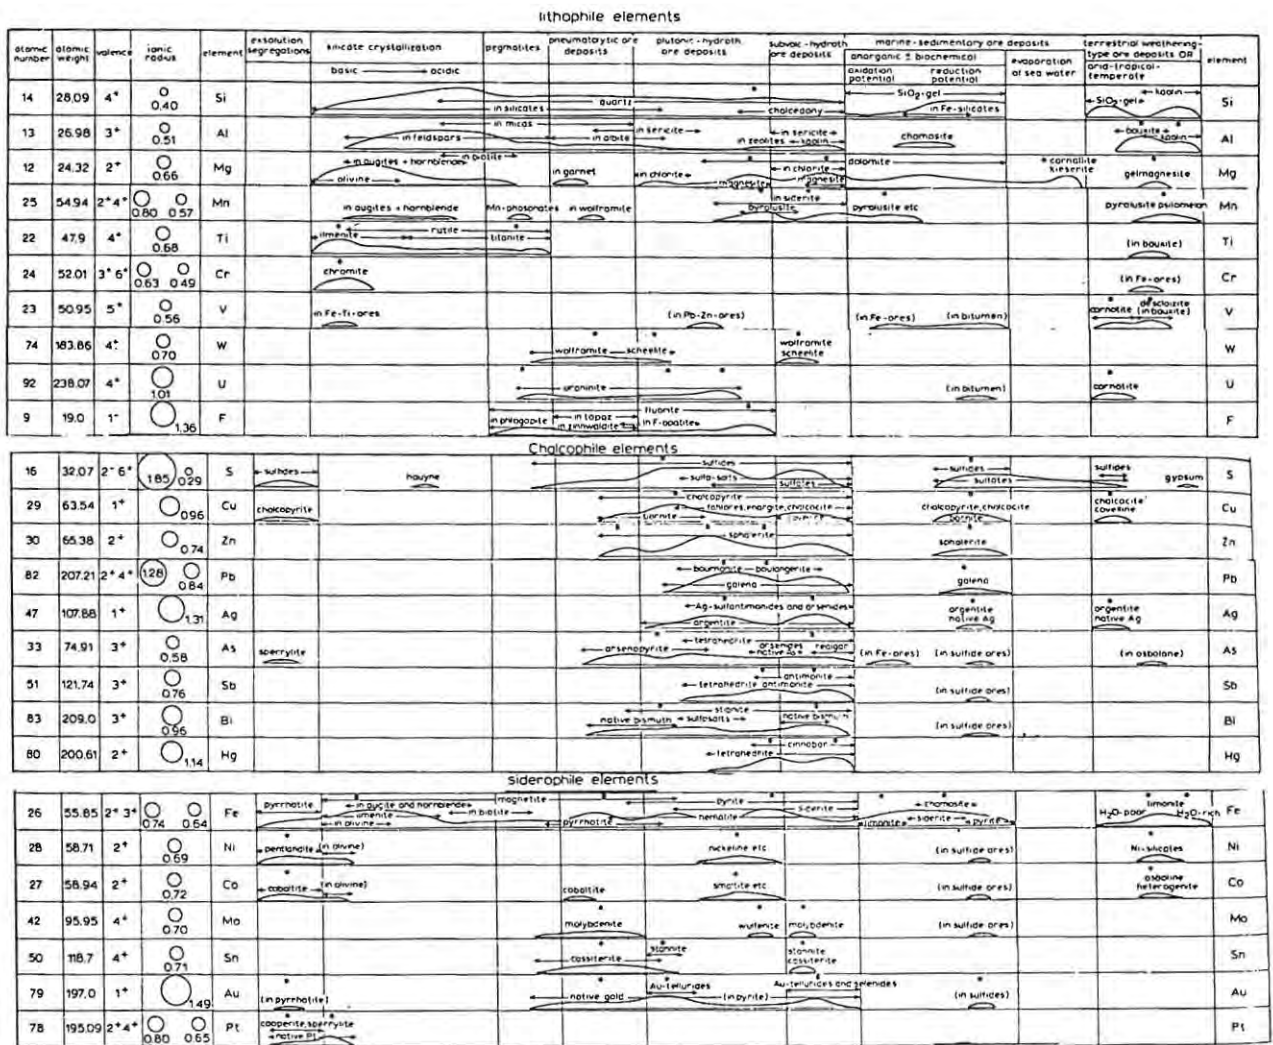 lithophile elements
atomic number atomic weight valence ionic radius element exsolution segregations silicate crystallization basic acidic pegmatites pneumatolytic ore deposits plutonic-hydroth ore deposits subvolc-hydroth ore deposits marine-sedimentary ore deposits anorganic ± biochemical oxidation potential reduction potential evaporation of sea water terrestrial weathering-type ore deposits OR arid-tropical-temperate element
14 28,09 4+ 0,40 Si in silicates quartz chalcedony SiO2-gel in Fe-silicates SiO2-gel kaolin Si
13 26.98 3+ 0.51 Al in feldspars in micas in albite in sericite in zeolites in sericite kaolin chamosite bauxite kaolin Al
12 24,32 2+ 0.66 Mg in augites + hornblende in biotite olivine in garnet in chlorite magnesite in chlorite magnesite dolomite carnallite kieserite gelmagnesite Mg
25 54,94 2+4+ 0.80 0.57 Mn in augites + hornblende Mn-phosphates in wolframite pyrolusite in siderite pyrolusite etc pyrolusite psilomelan Mn
22 47,9 4+ 0.68 Ti ilmenite rutile titanite (in bauxite) Ti
24 52.01 3+6+ 0.63 0.49 Cr chromite (in Fe-ores) Cr
23 50,95 5+ 0.56 V in Fe-Ti-ores (in Pb-Zn-ores) (in Fe-ores) (in bitumen) carnotite descloizite (in bauxite) V
74 183.86 4+ 0.70 W wolframite scheelite wolframite scheelite W
92 238.07 4+ 1.01 U uraninite (in bitumen) carnotite U
9 19.0 1- 1.36 F in phlogopite in topaz in zinnwaldite fluorite in F-apatites F
Chalcophile elements
16 32.07 2-6+ 1.85 0.29 S sulfides hauyne sulfides sulfo-salts sulfates sulfides sulfates sulfides gypsum S
29 63.54 1+ 0.96 Cu chalcopyrite chalcopyrite fahlores, enargite, chalcocite bornite covelline chalcopyrite, chalcocite bornite chalcocite covelline Cu
30 65.38 2+ 0.74 Zn sphalerite sphalerite Zn
82 207.21 2+4+ 1.28 0.84 Pb bournonite boulangerite galena galena Pb
47 107.88 1+ 1.31 Ag Ag-sulfantimonides and arsenides argentite argentite native Ag argentite native Ag Ag
33 74,91 3+ 0.58 As sperrylite arsenopyrite tetrahedrite arsenides native As realgar (in Fe-ores) (in sulfide ores) (in asbolane) As
51 121.74 3+ 0.76 Sb tetrahedrite antimonite antimonite (in sulfide ores) Sb
83 209.0 3+ 0.96 Bi native bismuth sulfosalts stannite native bismuth (in sulfide ores) Bi
80 200.61 2+ 1.14 Hg tetrahedrite cinnabar Hg
siderophile elements
26 55.85 2+3+ 0.74 0.64 Fe pyrrhotite in augite and hornblende ilmenite in olivine magnetite in biotite pyrrhotite pyrite hematite siderite limonite chamosite siderite pyrite H2O-poor limonite H2O-rich Fe
28 58.71 2+ 0.69 Ni pentlandite (in olivine) nickeline etc (in sulfide ores) Ni-silicates Ni
27 58.94 2+ 0.72 Co cobaltite (in olivine) cobaltite smaltite etc (in sulfide ores) asboline heterogenite Co
42 95.95 4+ 0.70 Mo molybdenite wulfenite molybdenite (in sulfide ores) Mo
50 118.7 4+ 0.71 Sn cassiterite stannite stannite cassiterite Sn
79 197.0 1+ 1.49 Au (in pyrrhotite) native gold Au-tellurides (in pyrite) Au-tellurides and selenides (in sulfides) Au
78 195.09 2+4+ 0.80 0.65 Pt cooperite, sperrylite native Pt Pt